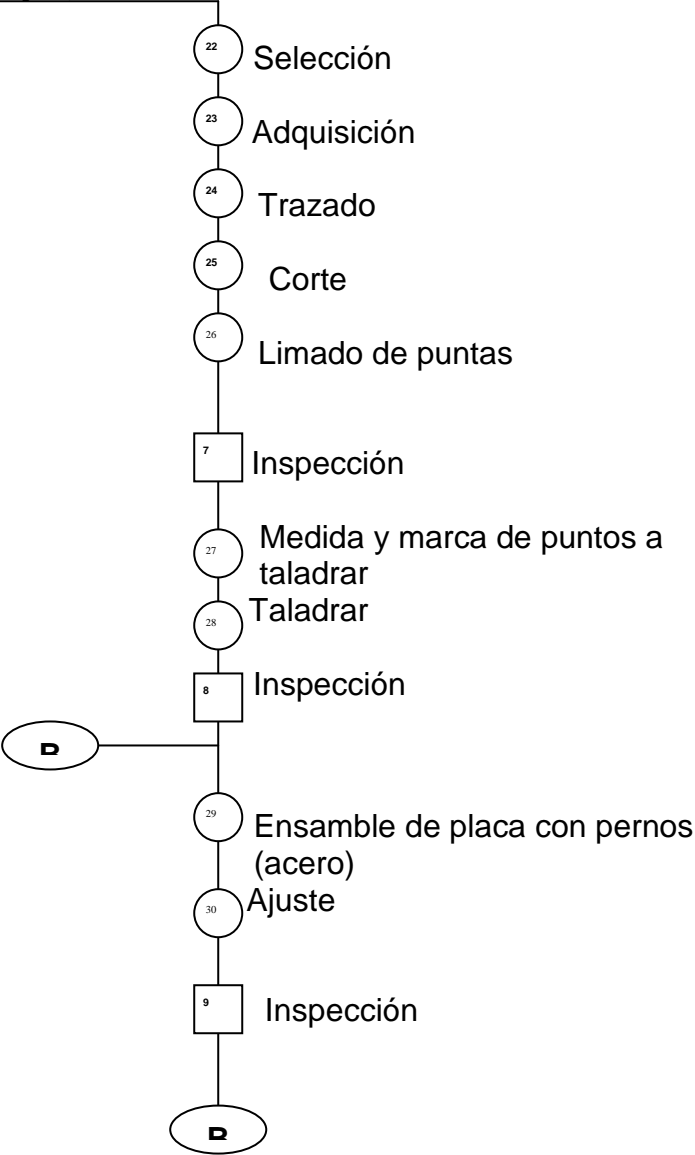 22
Selección
23
Adquisición
24
Trazado
25
Corte
26
Limado de puntas
7
Inspección
27
Medida y marca de puntos a
taladrar
28
Taladrar
8
Inspección
29
Ensamble de placa con pernos
(acero)
30
Ajuste
9
Inspección